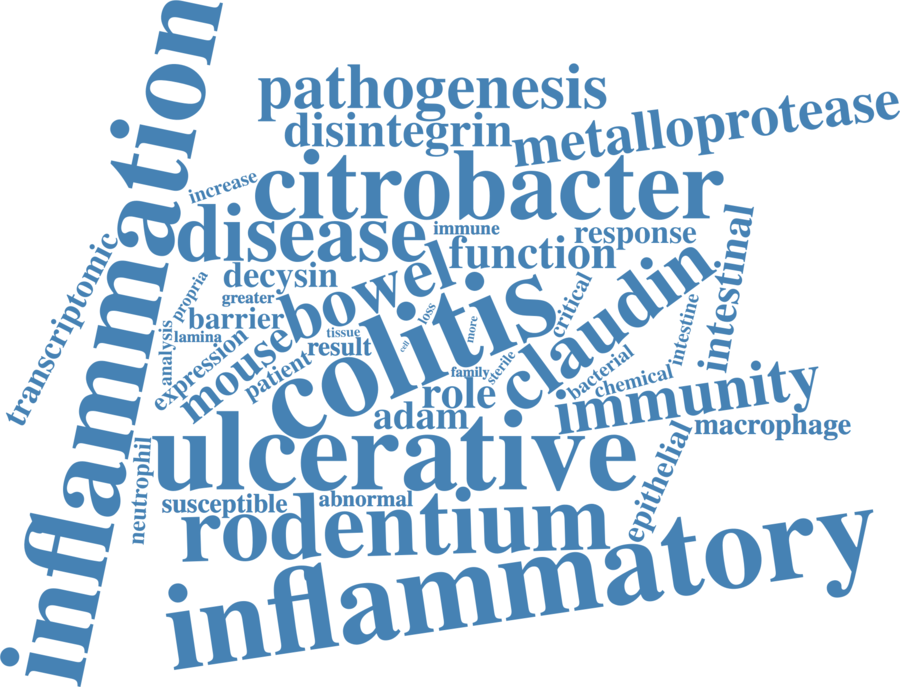 inflammation
pathogenesis
disintegrin
metalloprotease
citrobacter
increase
disease
immune
function
response
intestinal
transcriptomic
decysin
bowel
propria
greater
barrier
colitis
critical
claudin
loss
more
tissue
cell
lamina
analysis
expression
mouse
result
patient
intestine
family
sterile
bacterial
chemical
role
adam
immunity
macrophage
ulcerative
epithelial
neutrophil
susceptible
abnormal
rodentium
inflammatory